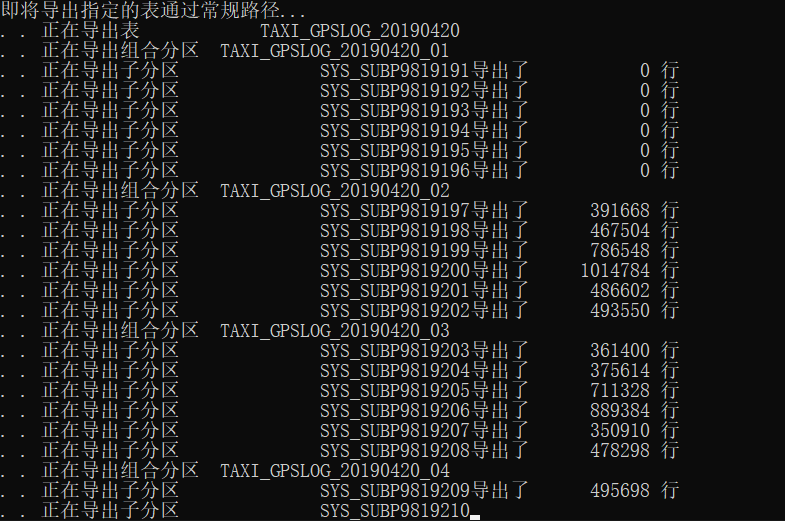 即将导出指定的表通过常规路径...
. . 正在导出表 TAXI_GPSLOG_20190420
. . 正在导出组合分区 TAXI_GPSLOG_20190420_01
. . 正在导出子分区 SYS_SUBP9819191导出了 0 行
. . 正在导出子分区 SYS_SUBP9819192导出了 0 行
. . 正在导出子分区 SYS_SUBP9819193导出了 0 行
. . 正在导出子分区 SYS_SUBP9819194导出了 0 行
. . 正在导出子分区 SYS_SUBP9819195导出了 0 行
. . 正在导出子分区 SYS_SUBP9819196导出了 0 行
. . 正在导出组合分区 TAXI_GPSLOG_20190420_02
. . 正在导出子分区 SYS_SUBP9819197导出了 391668 行
. . 正在导出子分区 SYS_SUBP9819198导出了 467504 行
. . 正在导出子分区 SYS_SUBP9819199导出了 786548 行
. . 正在导出子分区 SYS_SUBP9819200导出了 1014784 行
. . 正在导出子分区 SYS_SUBP9819201导出了 486602 行
. . 正在导出子分区 SYS_SUBP9819202导出了 493550 行
. . 正在导出组合分区 TAXI_GPSLOG_20190420_03
. . 正在导出子分区 SYS_SUBP9819203导出了 361400 行
. . 正在导出子分区 SYS_SUBP9819204导出了 375614 行
. . 正在导出子分区 SYS_SUBP9819205导出了 711328 行
. . 正在导出子分区 SYS_SUBP9819206导出了 889384 行
. . 正在导出子分区 SYS_SUBP9819207导出了 350910 行
. . 正在导出子分区 SYS_SUBP9819208导出了 478298 行
. . 正在导出组合分区 TAXI_GPSLOG_20190420_04
. . 正在导出子分区 SYS_SUBP9819209导出了 495698 行
. . 正在导出子分区 SYS_SUBP9819210